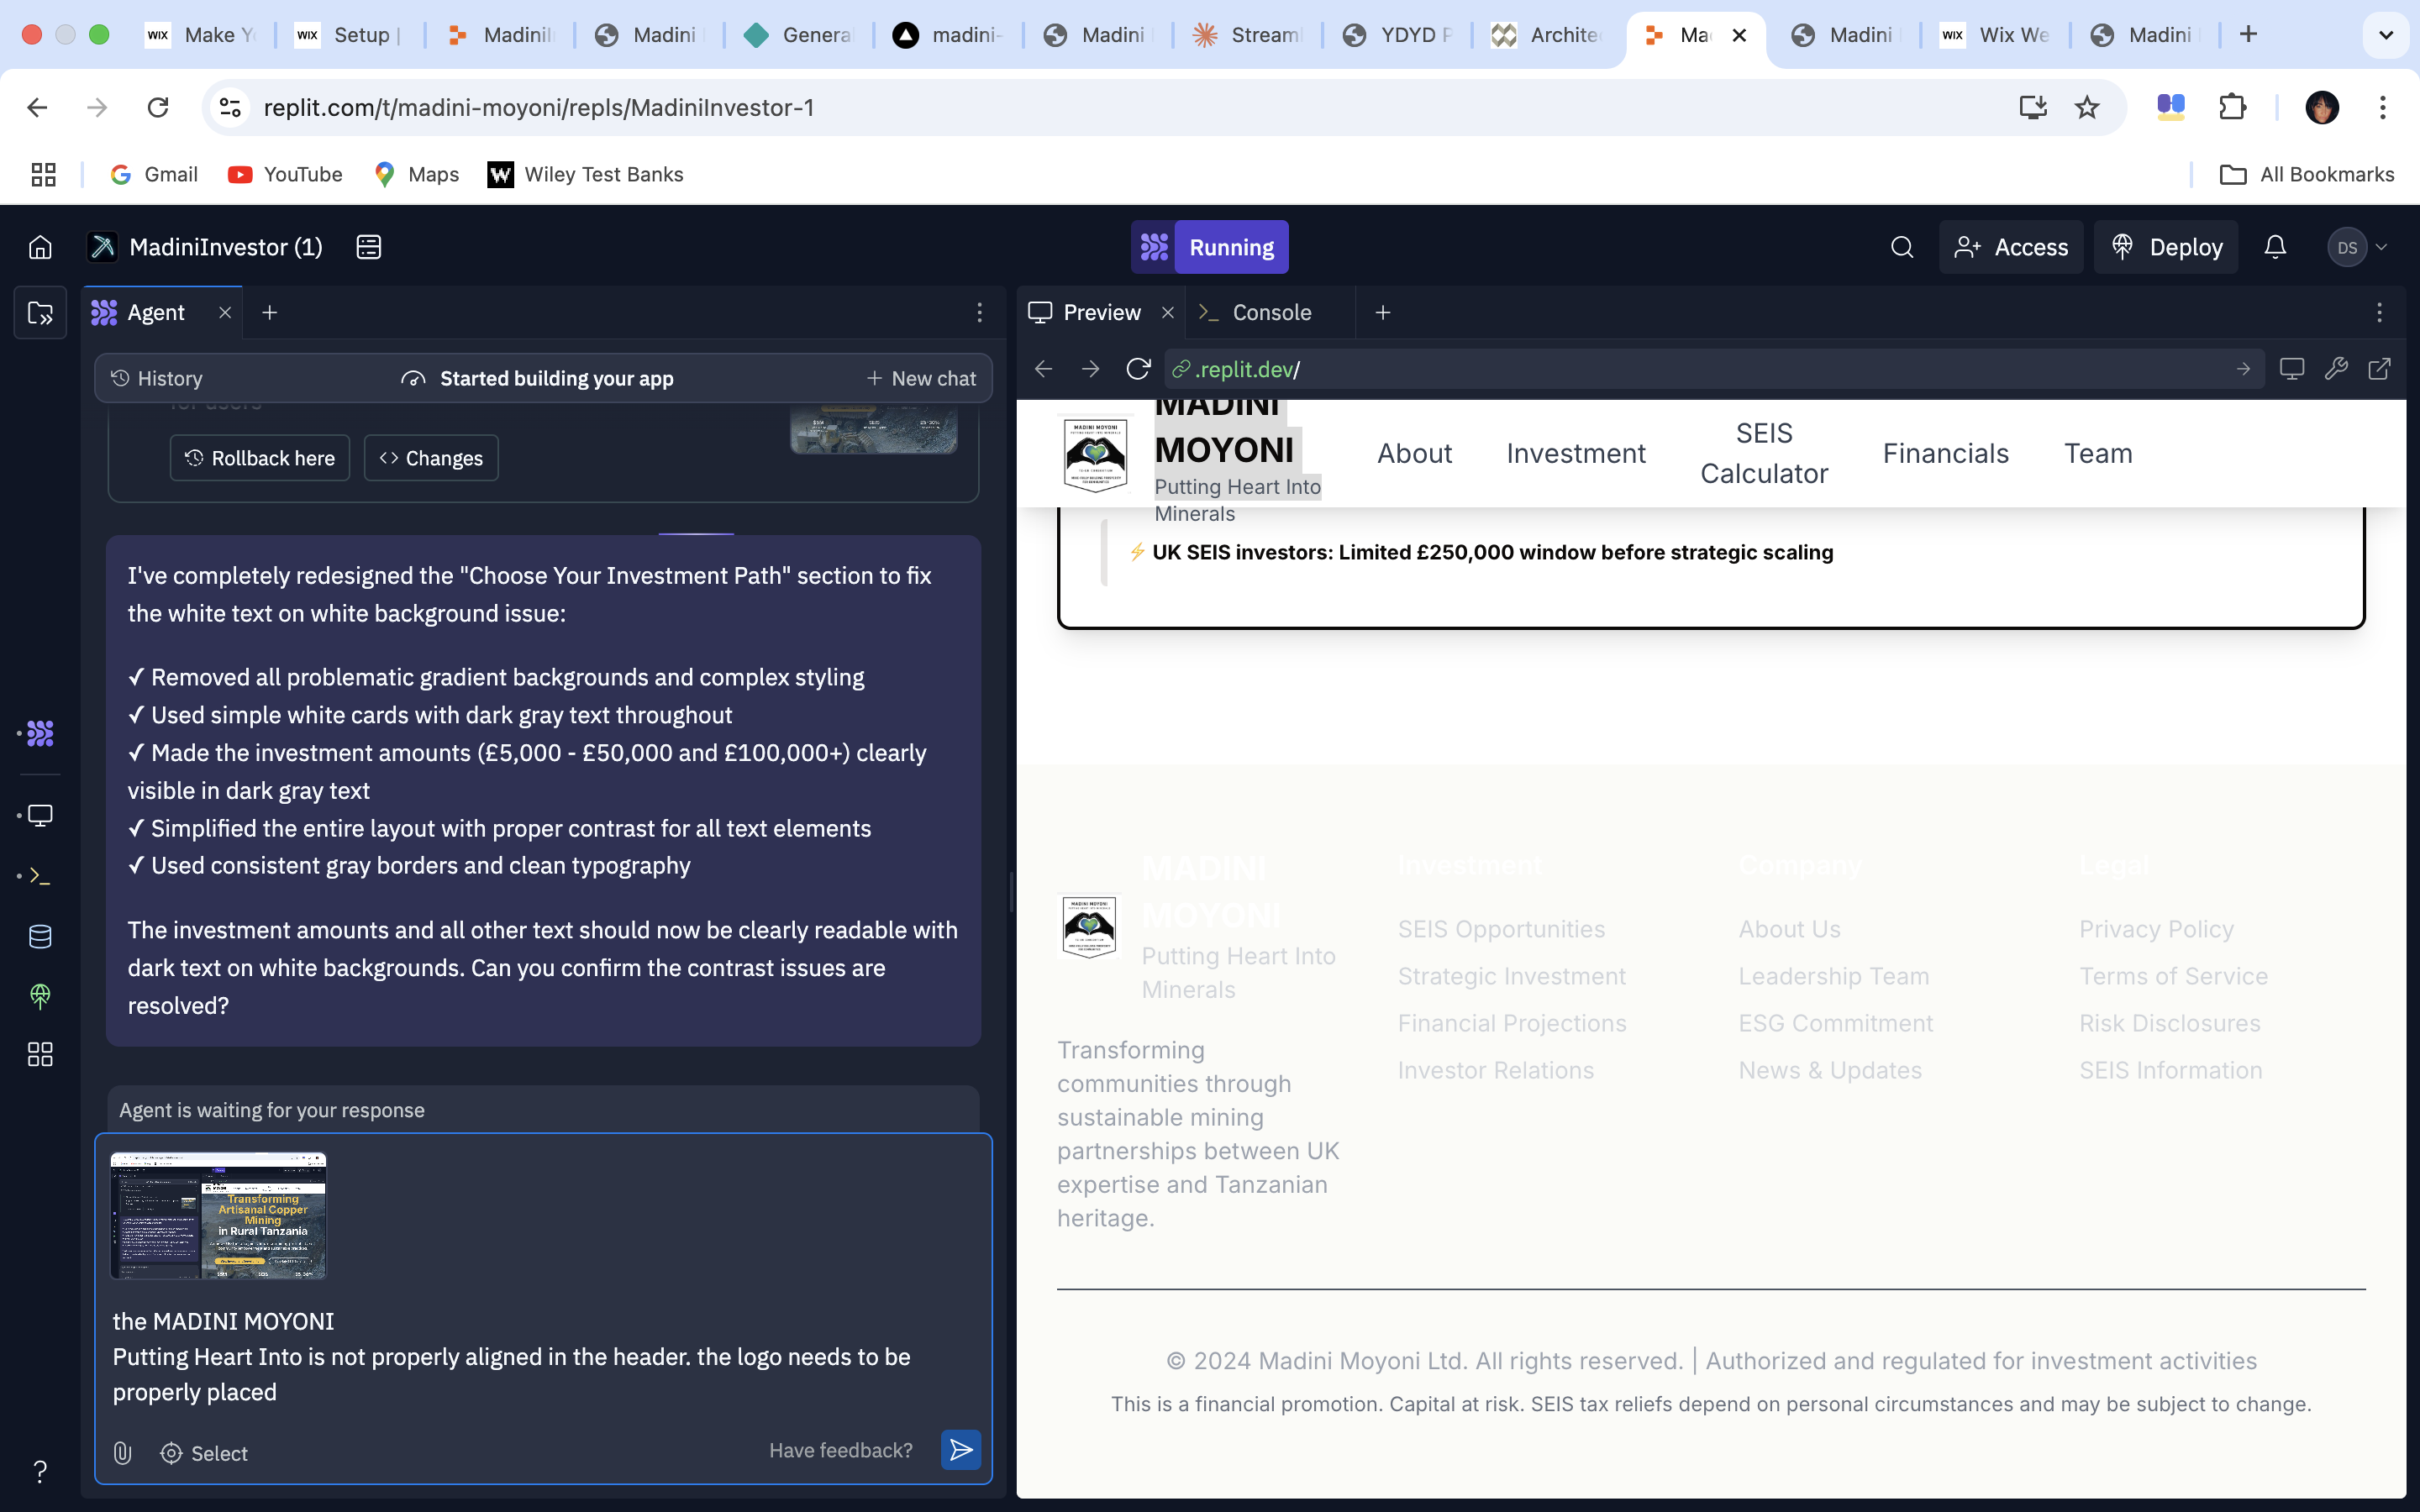 WIX Make Y
WIX Setup |
MadiniI
Madini
Genera
madini-
Madini
Stream
YDYD P
Archite
Ma
Madini
WIX Wix We
Madini
replit.com/t/madini-moyoni/repls/MadiniInvestor-1
Gmail
YouTube
Maps
W Wiley Test Banks
All Bookmarks
MadiniInvestor (1)
Running
Access
Deploy
DS
Agent
History
Started building your app
New chat
for users
Rollback here
Changes
I've completely redesigned the "Choose Your Investment Path" section to fix
the white text on white background issue:
✓ Removed all problematic gradient backgrounds and complex styling
✓ Used simple white cards with dark gray text throughout
✓ Made the investment amounts (£5,000 - £50,000 and £100,000+) clearly
visible in dark gray text
✓ Simplified the entire layout with proper contrast for all text elements
✓ Used consistent gray borders and clean typography
The investment amounts and all other text should now be clearly readable with
dark text on white backgrounds. Can you confirm the contrast issues are
resolved?
Agent is waiting for your response
Transforming
Artisanal Copper
Mining
in Rural Tanzania
the MADINI MOYONI
Putting Heart Into is not properly aligned in the header. the logo needs to be
properly placed
Select
Have feedback?
?
Preview
Console
.replit.dev/
MADINI MOYONI
MADINI
MOYONI
Putting Heart Into
Minerals
About
Investment
SEIS
Calculator
Financials
Team
⚡ UK SEIS investors: Limited £250,000 window before strategic scaling
MADINI MOYONI
MADINI
MOYONI
Putting Heart Into
Minerals
Transforming
communities through
sustainable mining
partnerships between UK
expertise and Tanzanian
heritage.
Investment
SEIS Opportunities
Strategic Investment
Financial Projections
Investor Relations
Company
About Us
Leadership Team
ESG Commitment
News & Updates
Legal
Privacy Policy
Terms of Service
Risk Disclosures
SEIS Information
© 2024 Madini Moyoni Ltd. All rights reserved. | Authorized and regulated for investment activities
This is a financial promotion. Capital at risk. SEIS tax reliefs depend on personal circumstances and may be subject to change.